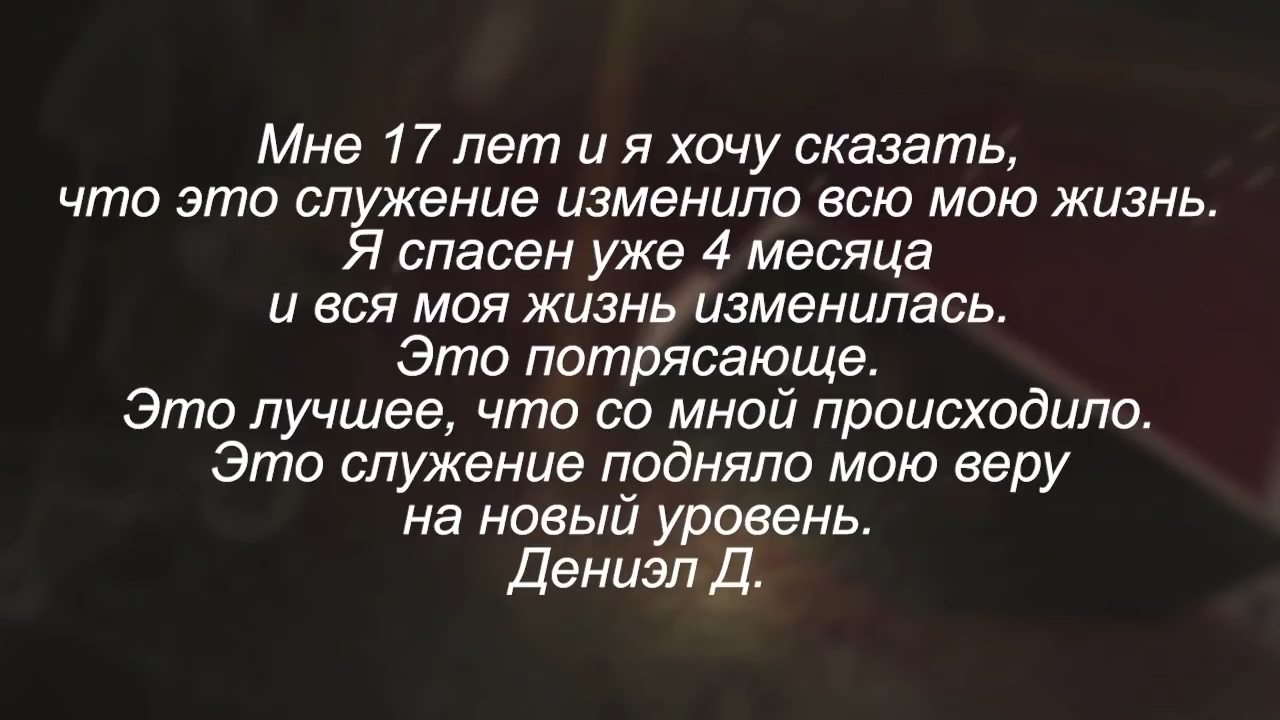 Мне 17 лет и я хочу сказать,
что это служение изменило всю мою жизнь.
Я спасен уже 4 месяца
и вся моя жизнь изменилась.
Это потрясающе.
Это лучшее, что со мной происходило.
Это служение подняло мою веру
на новый уровень.
Дениэл Д.